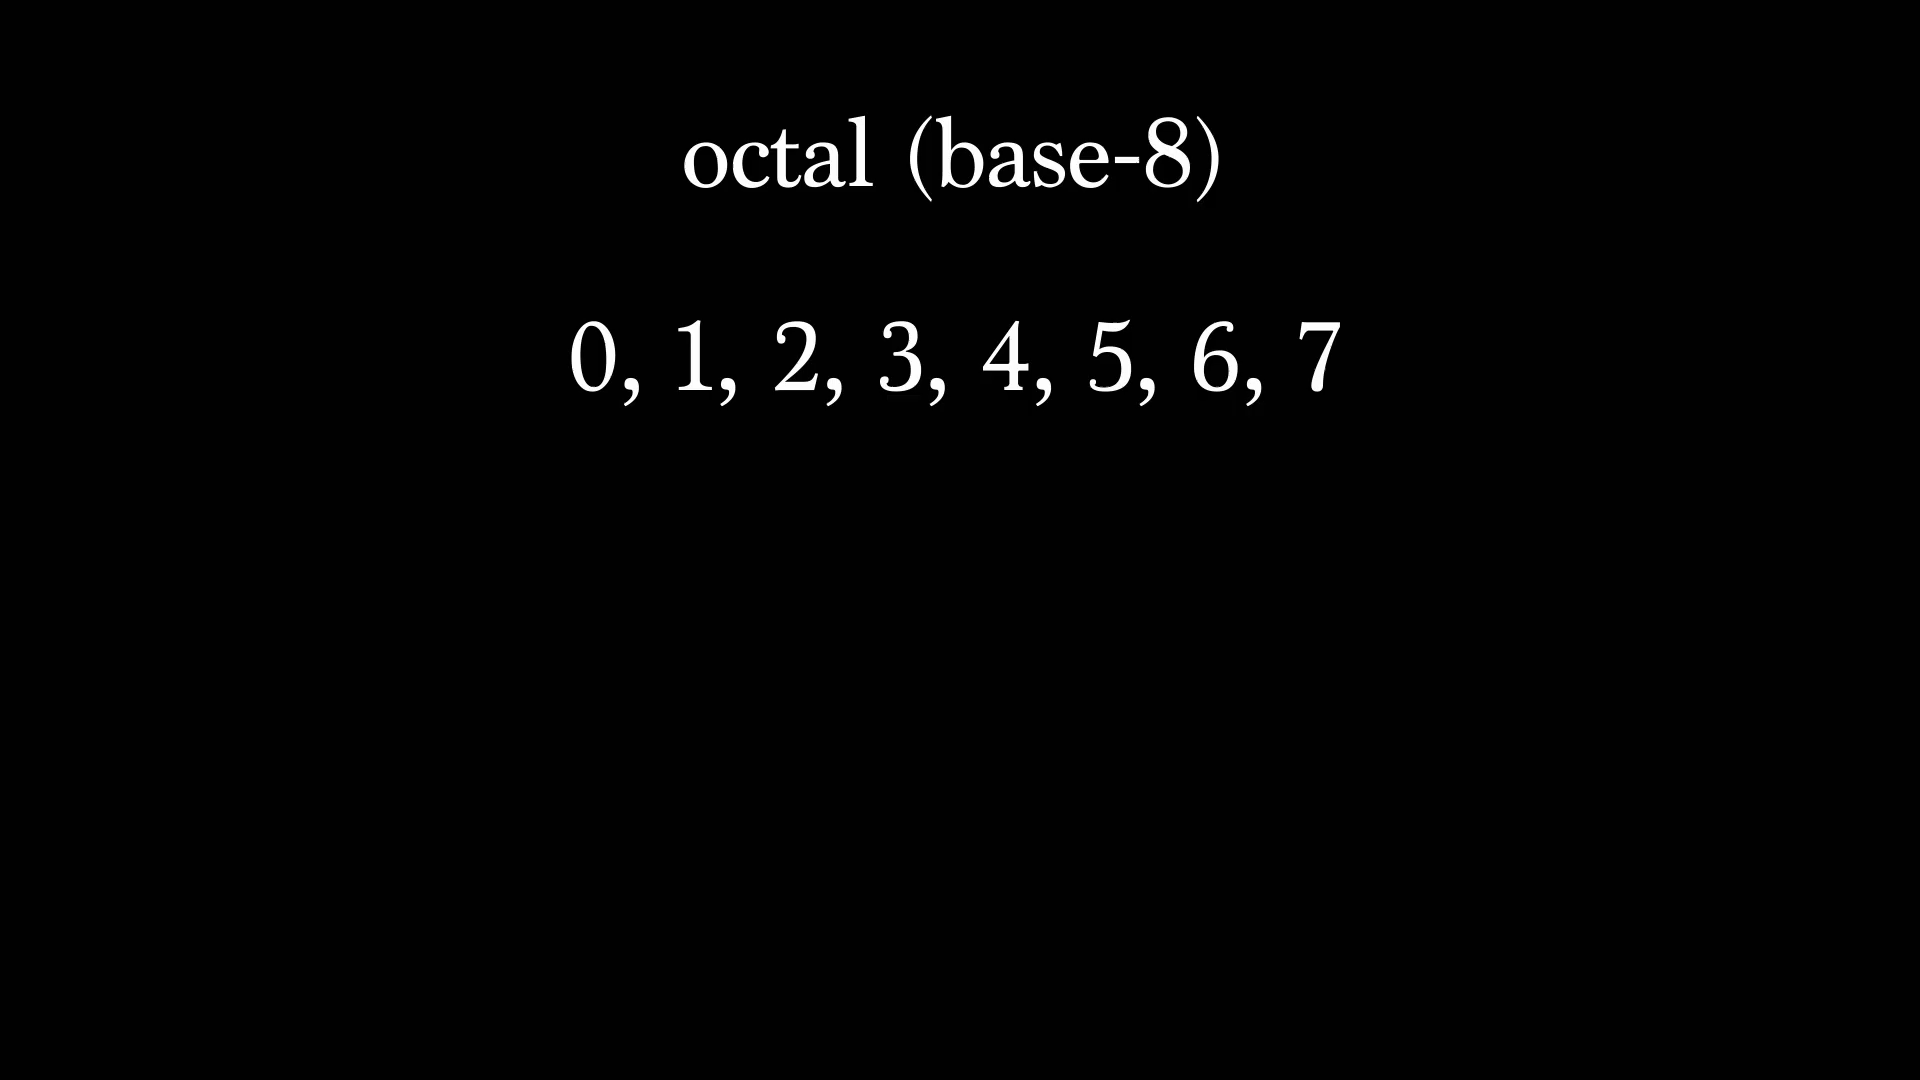 octal (base-8)
0, 1, 2, 3, 4, 5, 6, 7